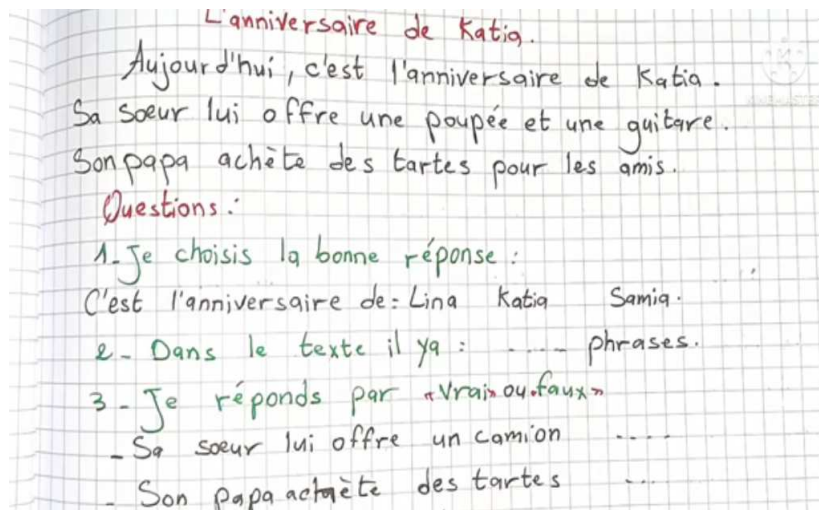 L'anniversaire de Katia.
Aujourd'hui, c'est l'anniversaire de Katia.
Sa soeur lui offre une poupée et une guitare.
Son papa achète des tartes pour les amis.
Questions:
1-Je choisis la bonne réponse:
C'est l'anniversaire de: Lina Katia Samia.
2- Dans le texte il ya: ..... phrases.
3- Je réponds par "Vrai" ou "faux"
- Sa soeur lui offre un camion .....
- Son papa achète des tartes ...